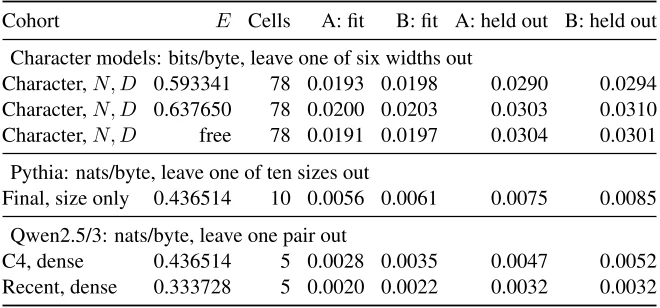 Cohort E Cells A: fit B: fit A: held out B: held out
Character models: bits/byte, leave one of six widths out
Character, N, D 0.593341 78 0.0193 0.0198 0.0290 0.0294
Character, N, D 0.637650 78 0.0200 0.0203 0.0303 0.0310
Character, N, D free 78 0.0191 0.0197 0.0304 0.0301
Pythia: nats/byte, leave one of ten sizes out
Final, size only 0.436514 10 0.0056 0.0061 0.0075 0.0085
Qwen2.5/3: nats/byte, leave one pair out
C4, dense 0.436514 5 0.0028 0.0035 0.0047 0.0052
Recent, dense 0.333728 5 0.0020 0.0022 0.0032 0.0032